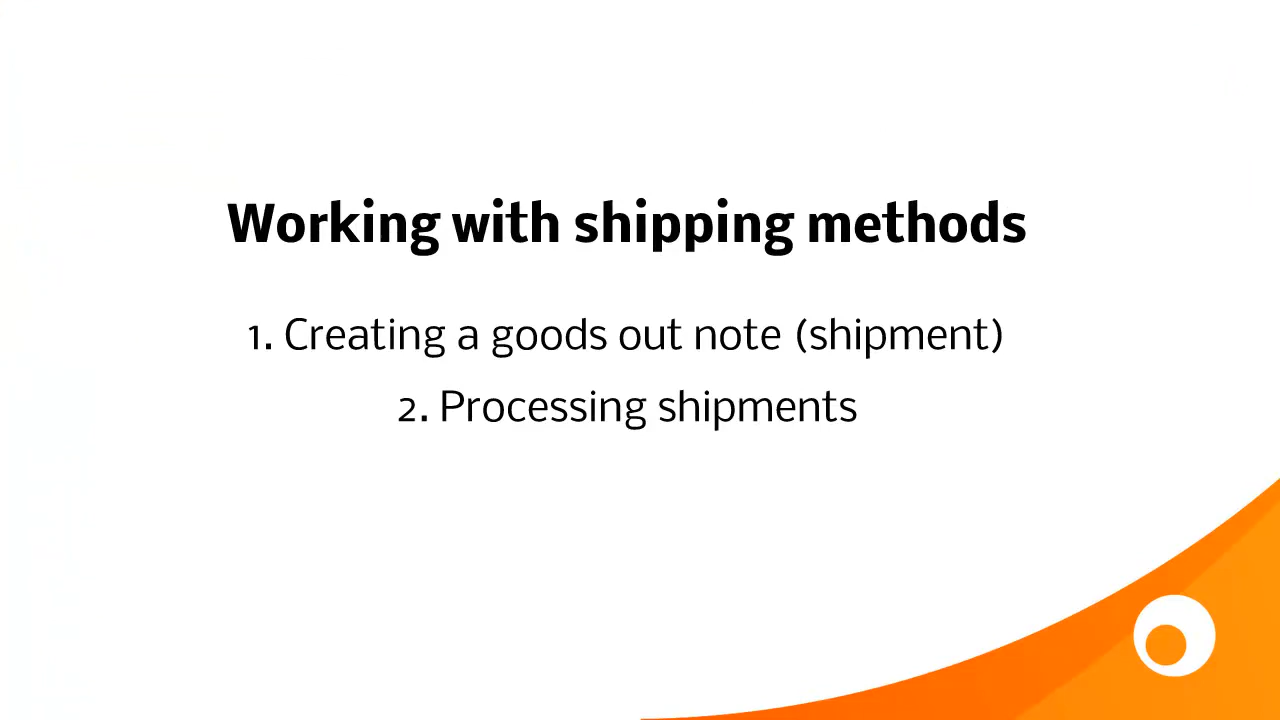 Working with shipping methods
1. Creating a goods out note (shipment)
2. Processing shipments